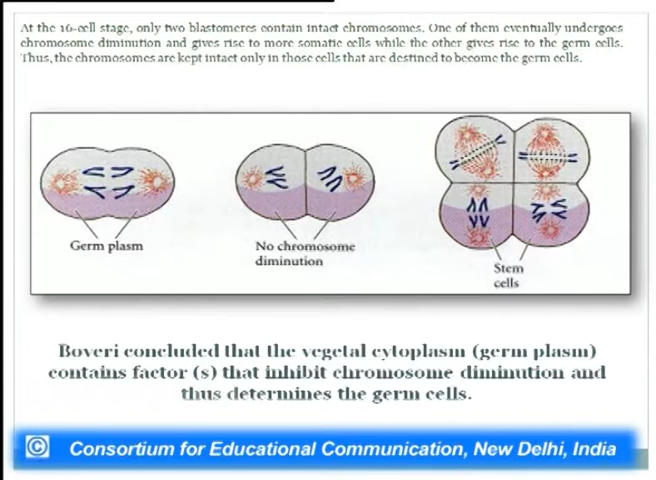 At the 16-cell stage, only two blastomeres contain intact chromosomes. One of them eventually undergoes
chromosome diminution and gives rise to more somatic cells while the other gives rise to the germ cells.
Thus, the chromosomes are kept intact only in those cells that are destined to become the germ cells.
Germ plasm
No chromosome
diminution
Stem
cells
Boveri concluded that the vegetal cytoplasm (germ plasm)
contains factor (s) that inhibit chromosome diminution and
thus determines the germ cells.
© Consortium for Educational Communication, New Delhi, India